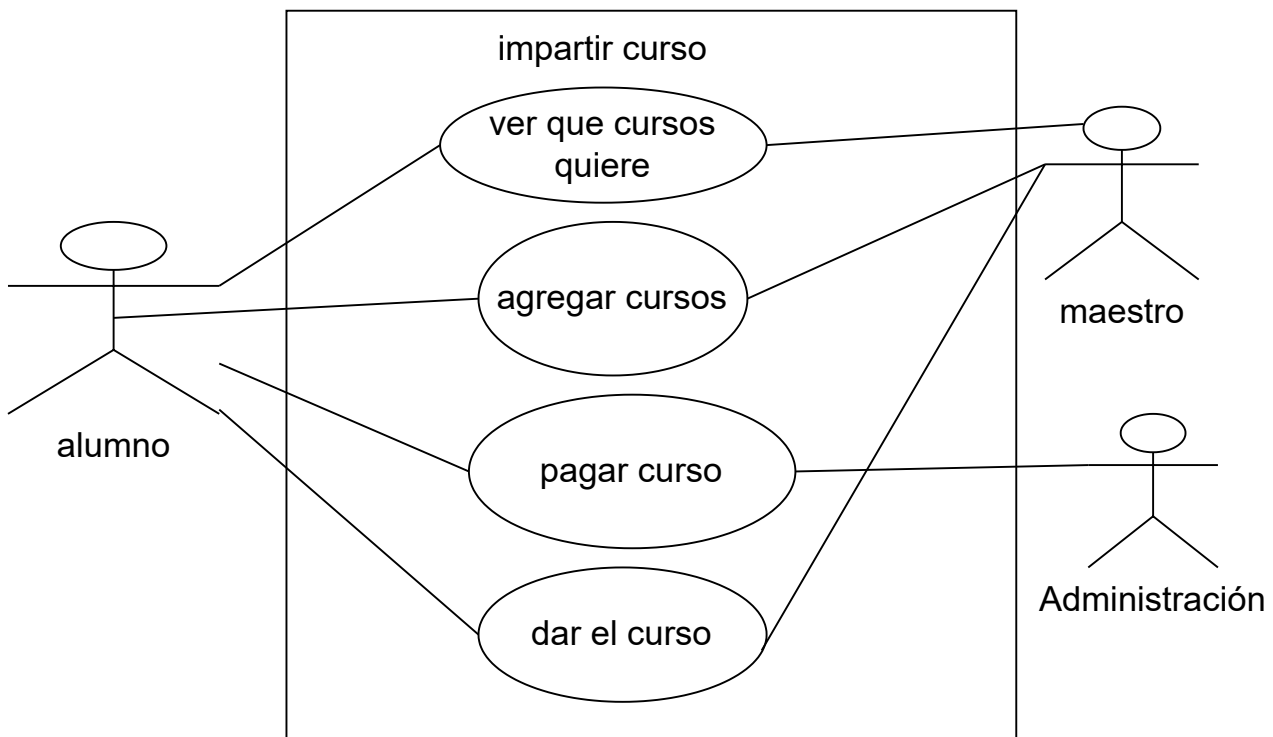 impartir curso
ver que cursos
quiere
agregar cursos
maestro
alumno
pagar curso
Administración
dar el curso